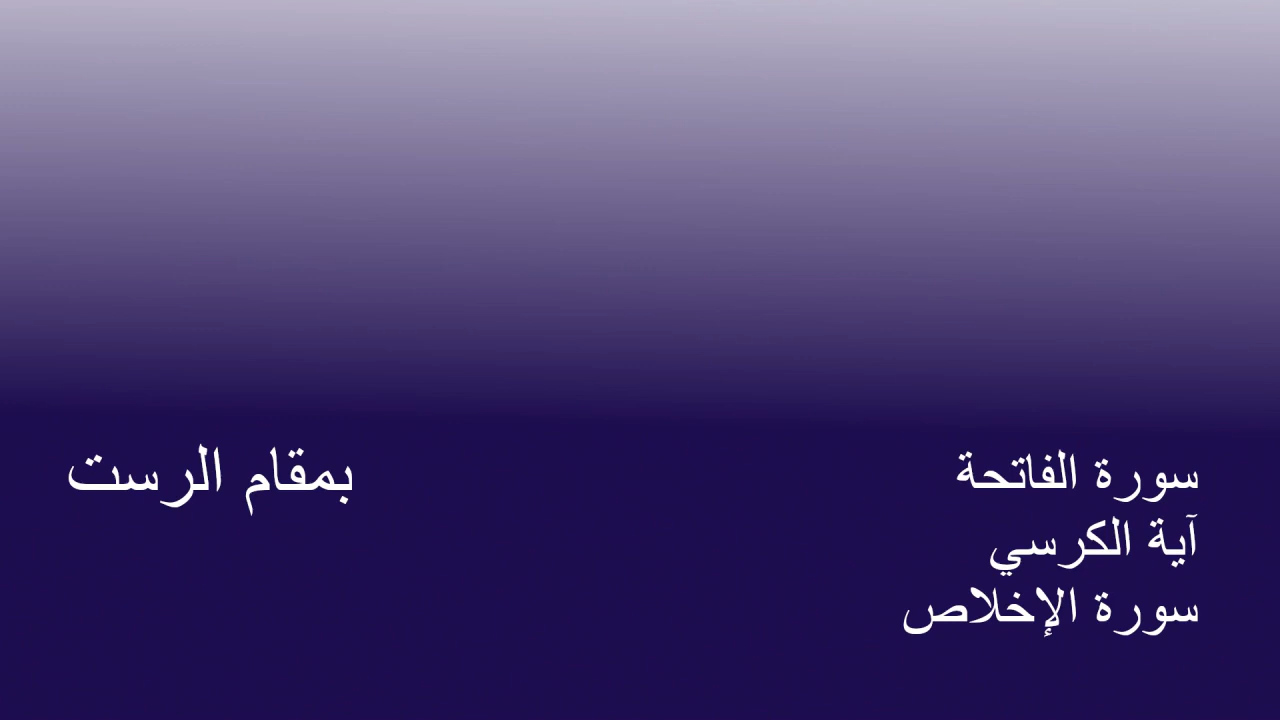 سورة الفاتحة
آية الكرسي
سورة الإخلاص
بمقام الرست